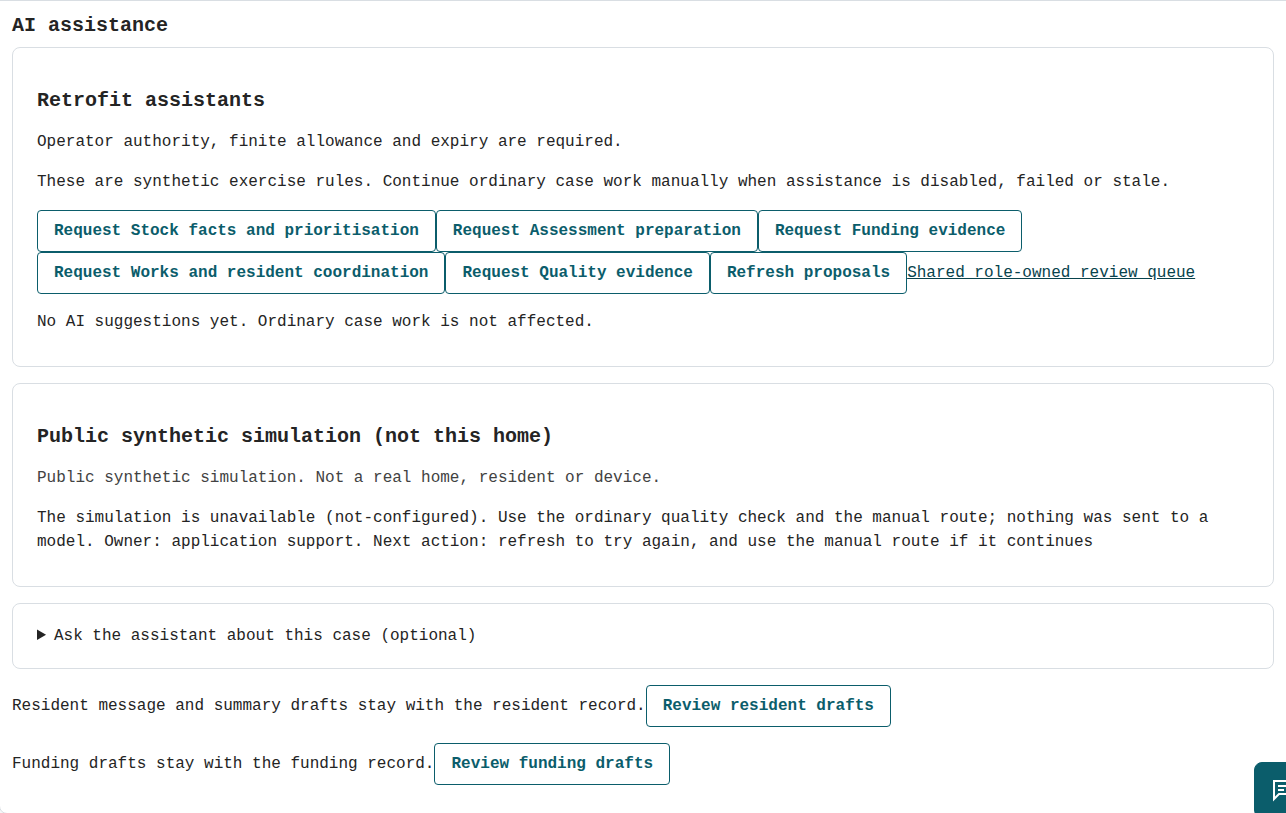 AI assistance
Retrofit assistants
Operator authority, finite allowance and expiry are required.
These are synthetic exercise rules. Continue ordinary case work manually when assistance is disabled, failed or stale.
Request Stock facts and prioritisation Request Assessment preparation Request Funding evidence
Request Works and resident coordination Request Quality evidence Refresh proposals Shared role-owned review queue
No AI suggestions yet. Ordinary case work is not affected.
Public synthetic simulation (not this home)
Public synthetic simulation. Not a real home, resident or device.
The simulation is unavailable (not-configured). Use the ordinary quality check and the manual route; nothing was sent to a
model. Owner: application support. Next action: refresh to try again, and use the manual route if it continues
Ask the assistant about this case (optional)
Resident message and summary drafts stay with the resident record. Review resident drafts
Funding drafts stay with the funding record. Review funding drafts